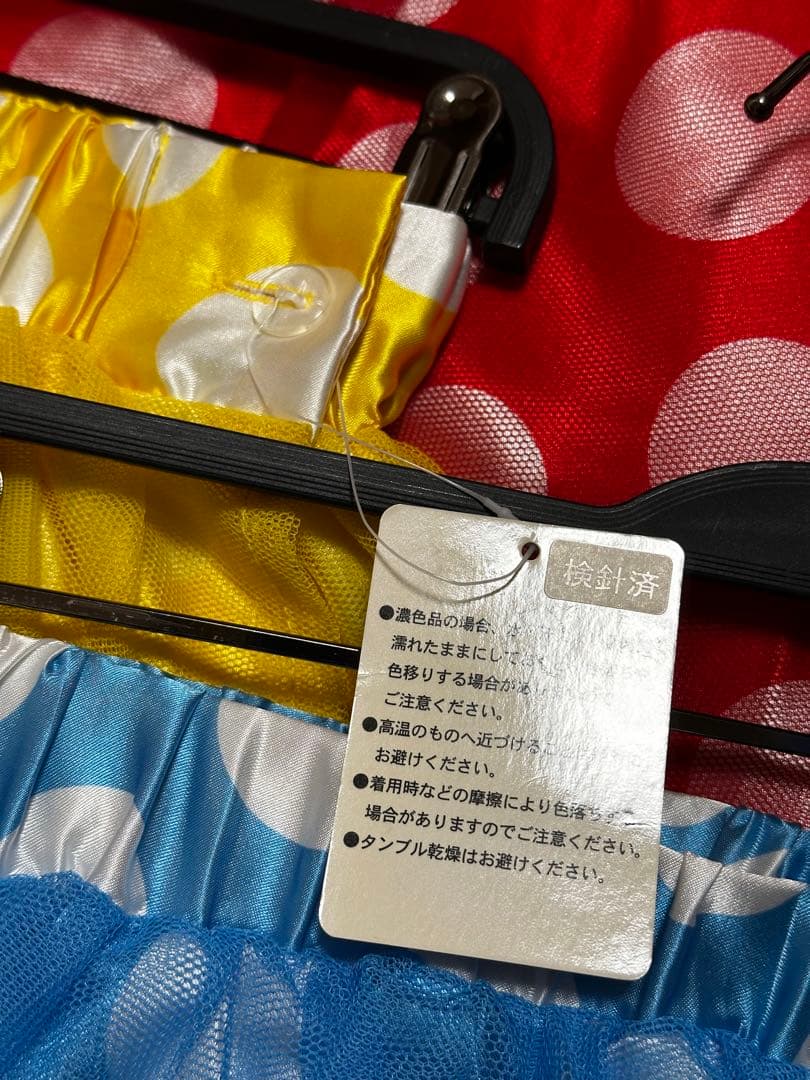 検針済
●濃色品の場合、
濡れたままにして
色移りする場合が
ご注意ください。
●高温のものへ近づける
お避けください。
●着用時などの摩擦により色落ち
場合がありますのでご注意ください。
●タンブル乾燥はお避けください。